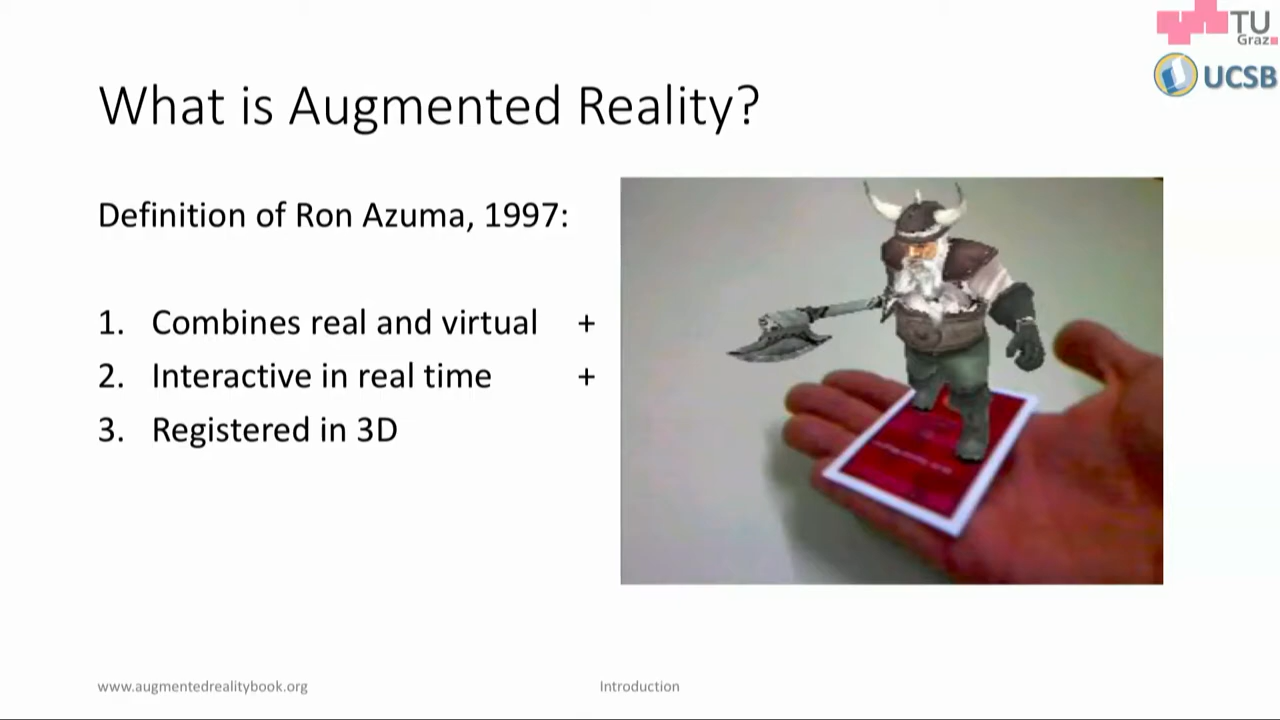 TU
Graz
UCSB
What is Augmented Reality?
Definition of Ron Azuma, 1997:
1. Combines real and virtual +
2. Interactive in real time +
3. Registered in 3D
www.augmentedrealitybook.org
Introduction